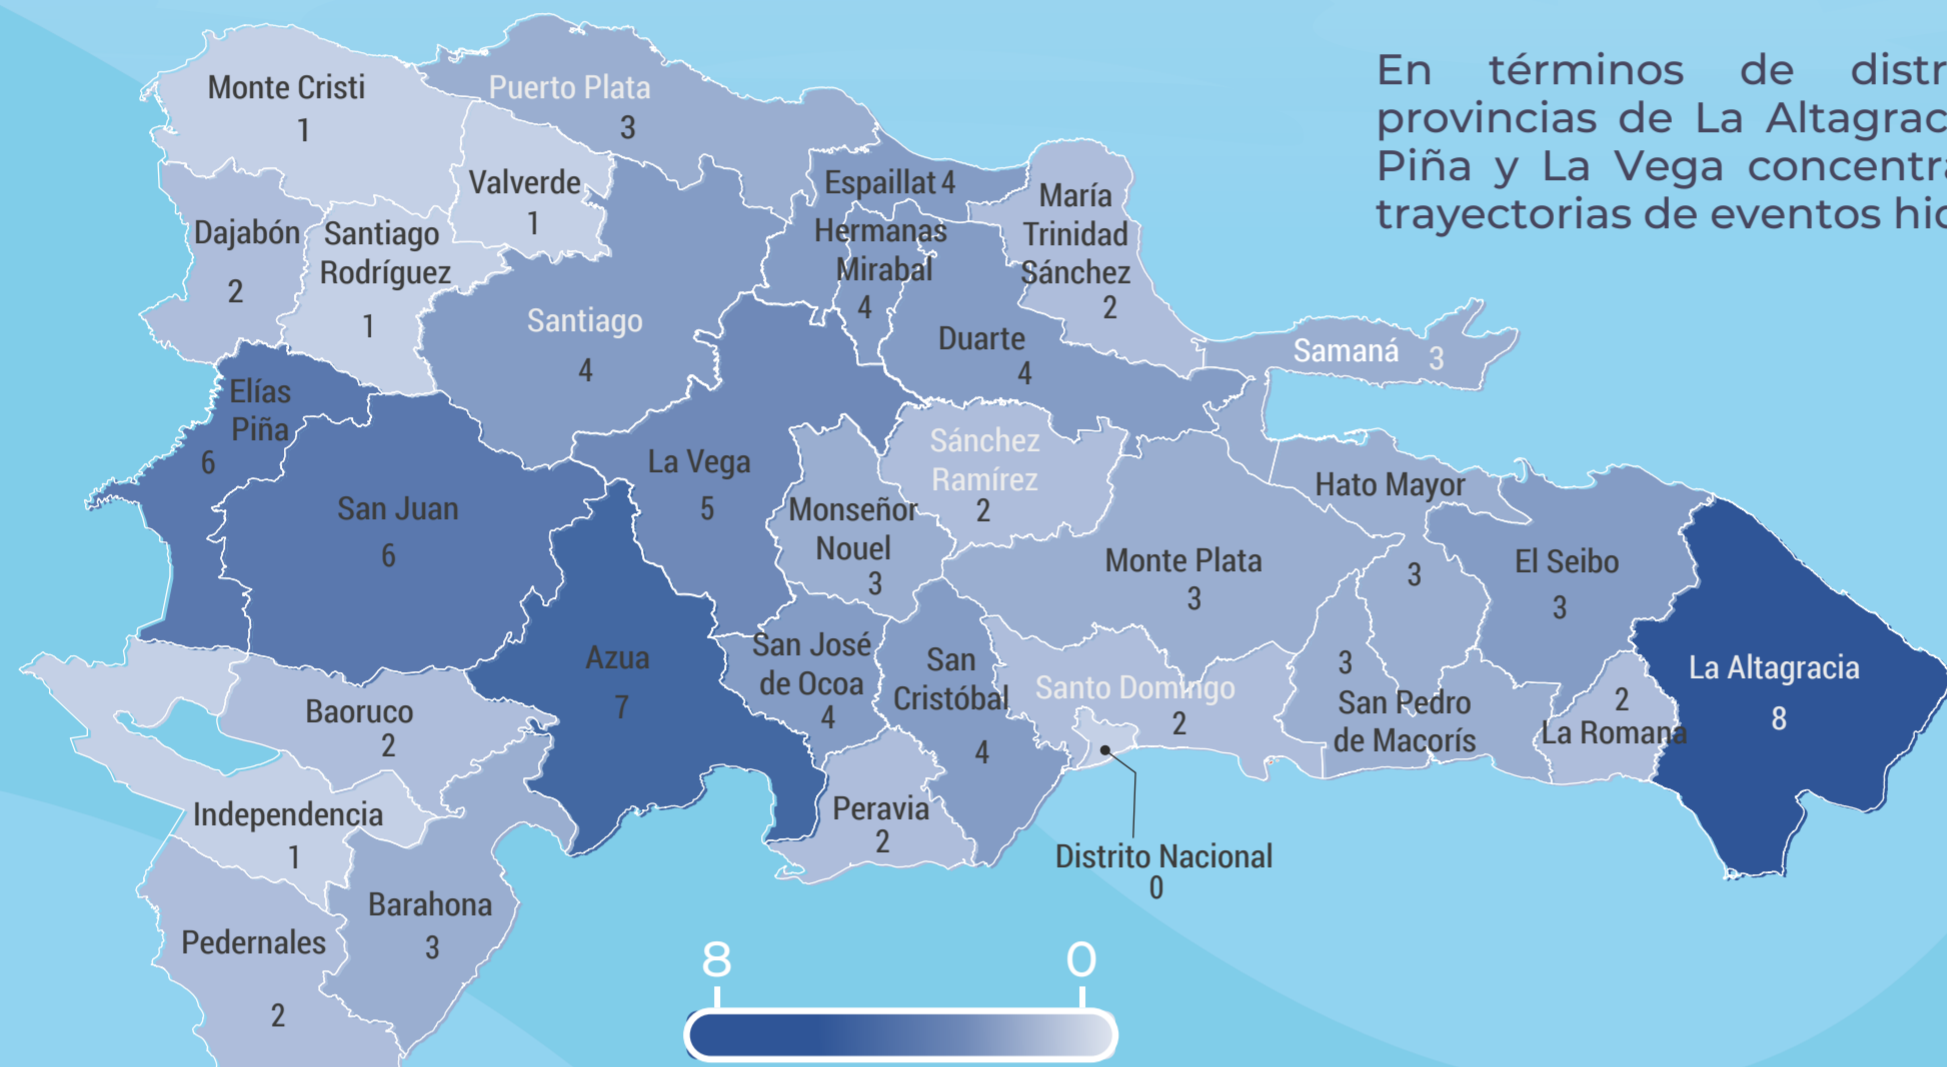 En términos de
provincias de La
Piña y La Vega
trayectorias de eventos
Monte Cristi
1
Puerto Plata
3
Valverde
1
Espaillat 4
María
Trinidad
Sánchez
2
Dajabón
2
Santiago
Rodríguez
1
Hermanas
Mirabal
4
Santiago
4
Duarte
4
Samaná 3
Elías
Piña
6
San Juan
6
La Vega
5
Sánchez
Ramírez
2
Monseñor
Nouel
3
Hato Mayor
3
Monte Plata
3
El Seibo
3
Azua
7
San José
de Ocoa
4
San
Cristóbal
4
Santo Domingo
2
3
San Pedro
de Macorís
2
La Romana
La Altagracia
8
Baoruco
2
Independencia
1
Peravia
2
Distrito Nacional
0
Barahona
3
Pedernales
2
8 0